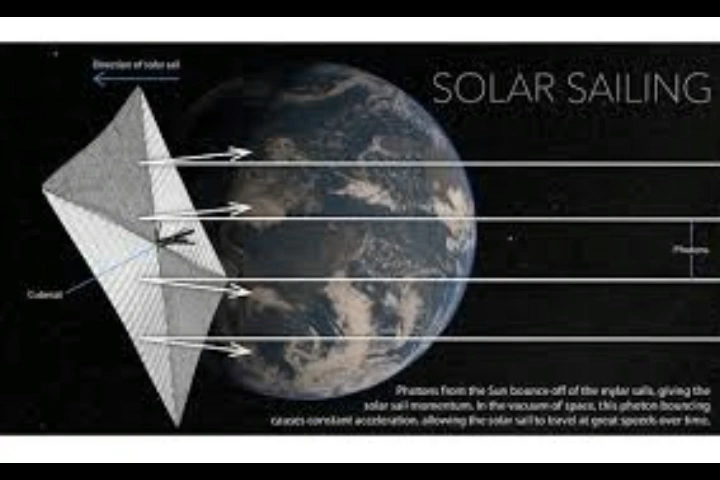 Direction of solar sail
SOLAR SAILING
Photons
Cubesat
Photons from the Sun bounce off of the mylar sails, giving the
solar sail momentum. In the vacuum of space, this photon bouncing
causes constant acceleration, allowing the solar sail to travel at great speeds over time.